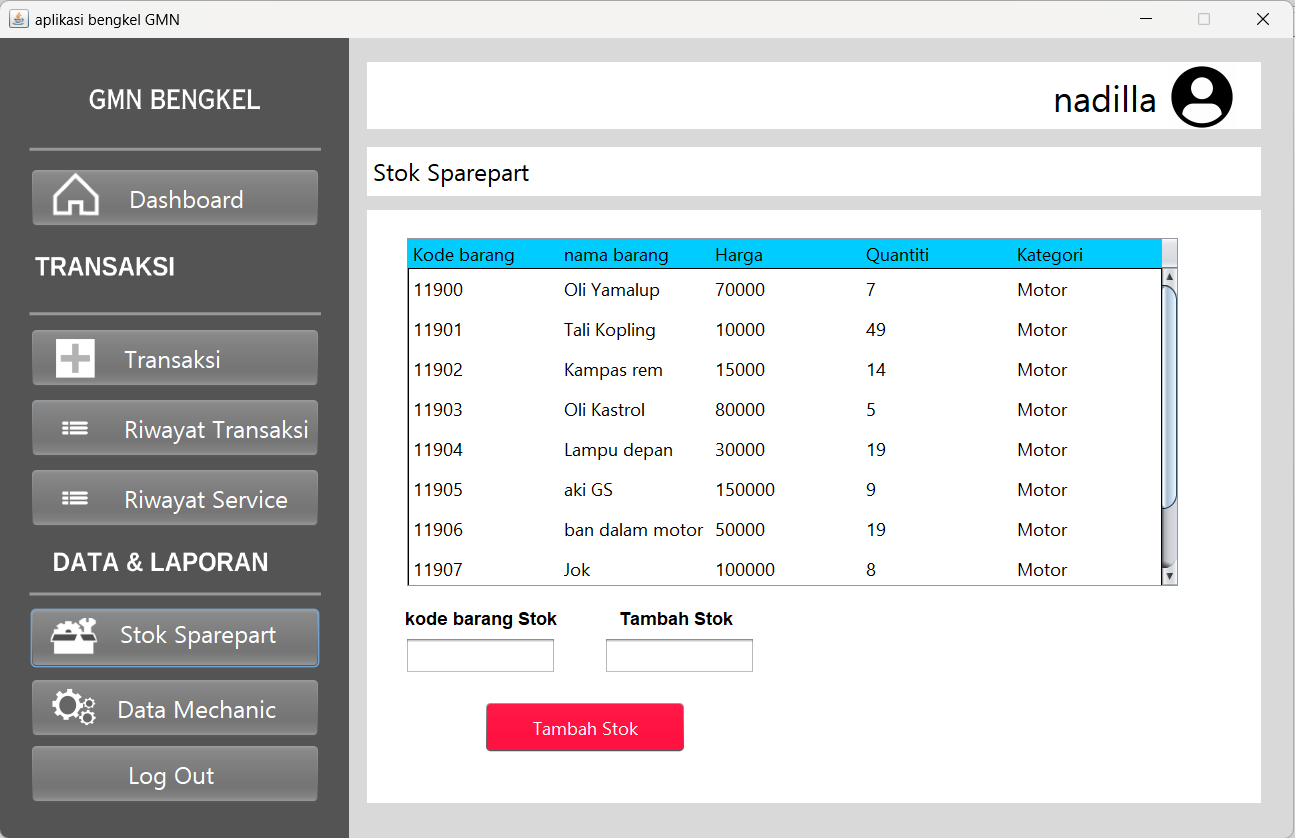 aplikasi bengkel GMN
GMN BENGKEL
Dashboard
TRANSAKSI
Transaksi
Riwayat Transaksi
Riwayat Service
DATA & LAPORAN
Stok Sparepart
Data Mechanic
Log Out
nadilla
Stok Sparepart
Kode barang nama barang Harga Quantiti Kategori
11900 Oli Yamalup 70000 7 Motor
11901 Tali Kopling 10000 49 Motor
11902 Kampas rem 15000 14 Motor
11903 Oli Kastrol 80000 5 Motor
11904 Lampu depan 30000 19 Motor
11905 aki GS 150000 9 Motor
11906 ban dalam motor 50000 19 Motor
11907 Jok 100000 8 Motor
kode barang Stok Tambah Stok
Tambah Stok